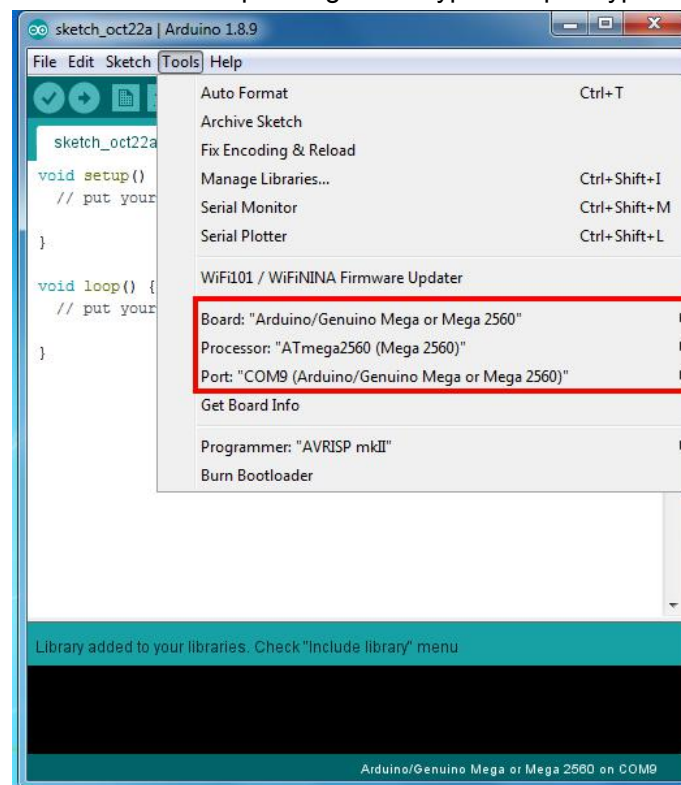 sketch_oct22a | Arduino 1.8.9
File Edit Sketch Tools Help
Auto Format Ctrl+T
Archive Sketch
sketch_oct22a
Fix Encoding & Reload
void setup()
Manage Libraries... Ctrl+Shift+I
// put your
Serial Monitor Ctrl+Shift+M
}
Serial Plotter Ctrl+Shift+L
WiFi101 / WiFiNINA Firmware Updater
void loop() {
// put your
Board: "Arduino/Genuino Mega or Mega 2560"
}
Processor: "ATmega2560 (Mega 2560)"
Port: "COM9 (Arduino/Genuino Mega or Mega 2560)"
Get Board Info
Programmer: "AVRISP mkII"
Burn Bootloader
Library added to your libraries. Check "Include library" menu
Arduino/Genuino Mega or Mega 2560 on COM9